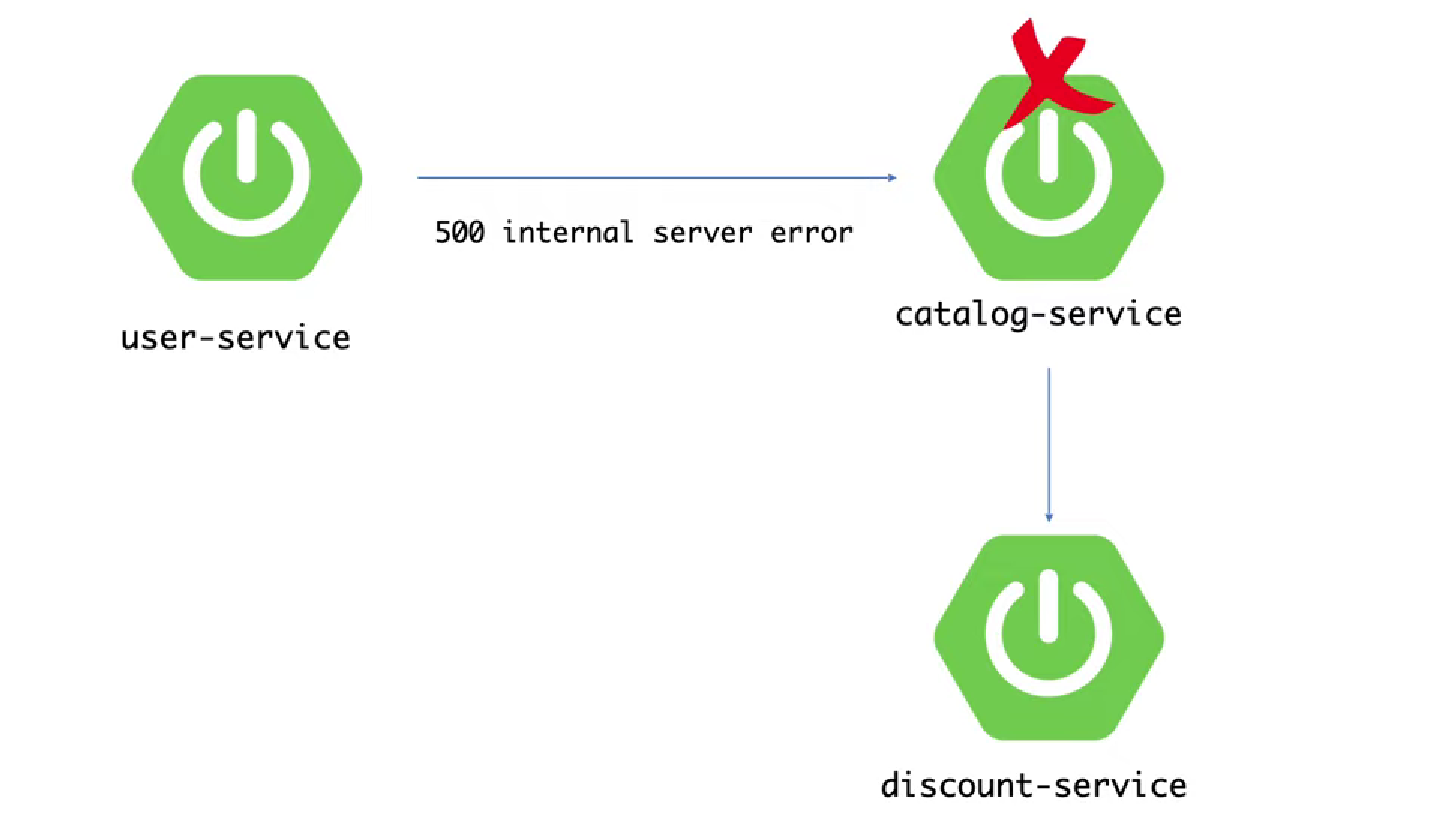 500 internal server error
user-service
catalog-service
discount-service